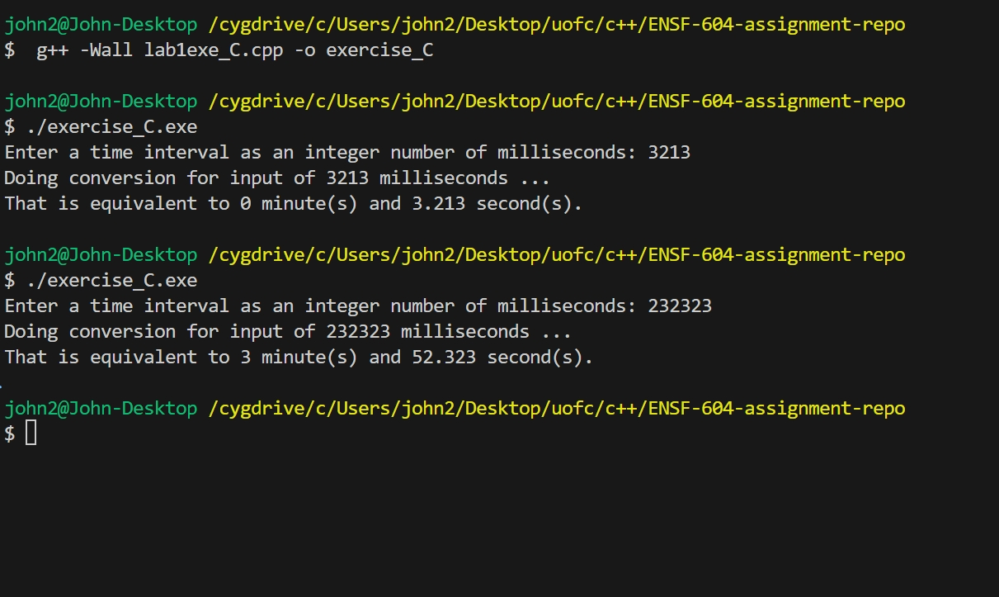 john2@John-Desktop /cygdrive/c/Users/john2/Desktop/uofc/c++/ENSF-604-assignment-repo
$  g++ -Wall lab1exe_C.cpp -o exercise_C
john2@John-Desktop /cygdrive/c/Users/john2/Desktop/uofc/c++/ENSF-604-assignment-repo
$ ./exercise_C.exe
Enter a time interval as an integer number of milliseconds: 3213
Doing conversion for input of 3213 milliseconds ...
That is equivalent to 0 minute(s) and 3.213 second(s).
john2@John-Desktop /cygdrive/c/Users/john2/Desktop/uofc/c++/ENSF-604-assignment-repo
$ ./exercise_C.exe
Enter a time interval as an integer number of milliseconds: 232323
Doing conversion for input of 232323 milliseconds ...
That is equivalent to 3 minute(s) and 52.323 second(s).
john2@John-Desktop /cygdrive/c/Users/john2/Desktop/uofc/c++/ENSF-604-assignment-repo
$